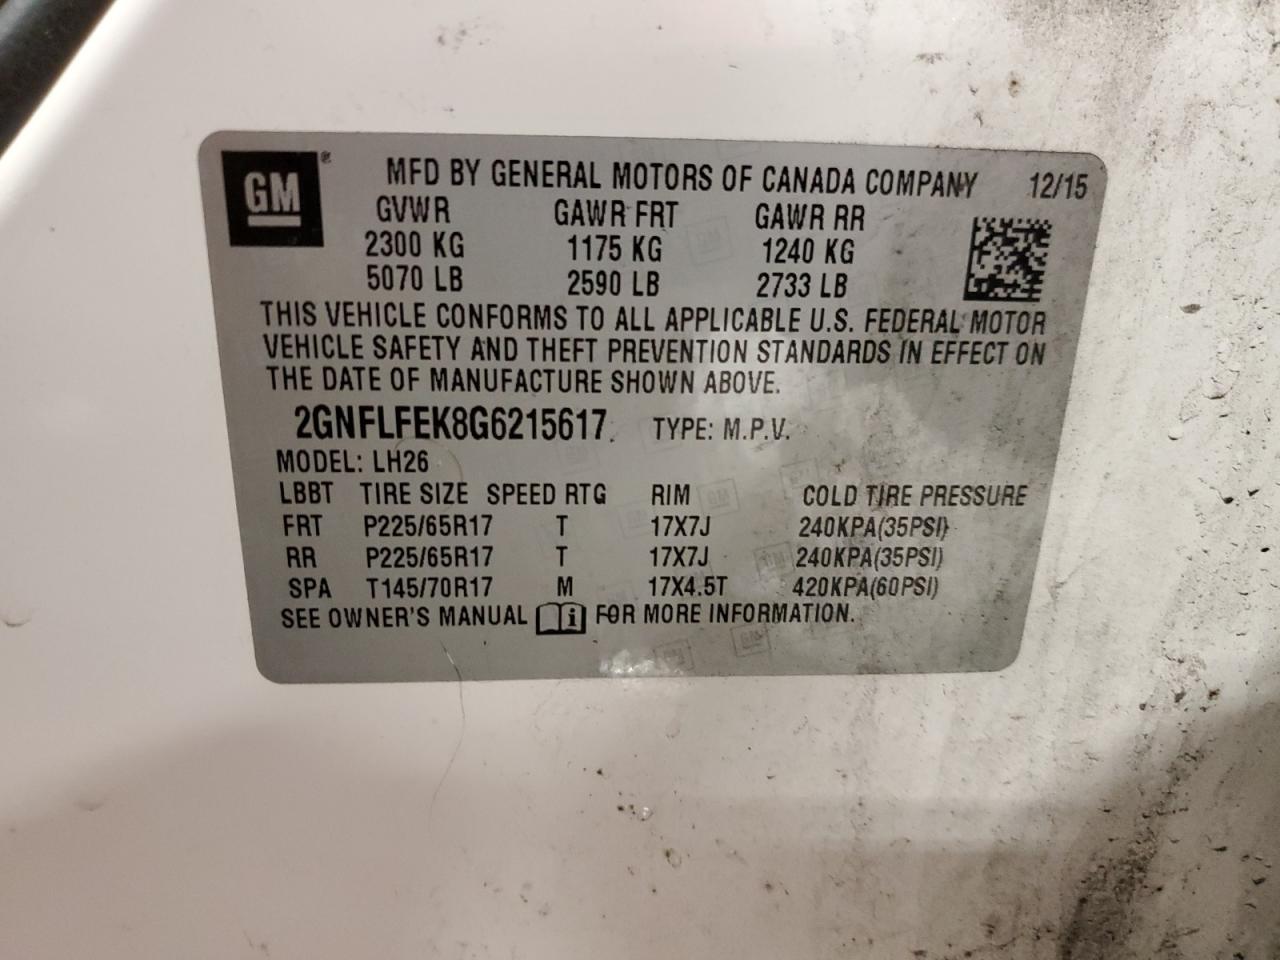 GM®
MFD BY GENERAL MOTORS OF CANADA COMPANY 12/15
GVWR GAWR FRT GAWR RR
2300 KG 1175 KG 1240 KG
5070 LB 2590 LB 2733 LB
THIS VEHICLE CONFORMS TO ALL APPLICABLE U.S. FEDERAL MOTOR
VEHICLE SAFETY AND THEFT PREVENTION STANDARDS IN EFFECT ON
THE DATE OF MANUFACTURE SHOWN ABOVE.
2GNFLFEK8G6215617 TYPE: M.P.V.
MODEL: LH26
LBBT TIRE SIZE SPEED RTG RIM COLD TIRE PRESSURE
FRT P225/65R17 T 17X7J 240KPA(35PSI)
RR P225/65R17 T 17X7J 240KPA(35PSI)
SPA T145/70R17 M 17X4.5T 420KPA(60PSI)
SEE OWNER'S MANUAL i FOR MORE INFORMATION.